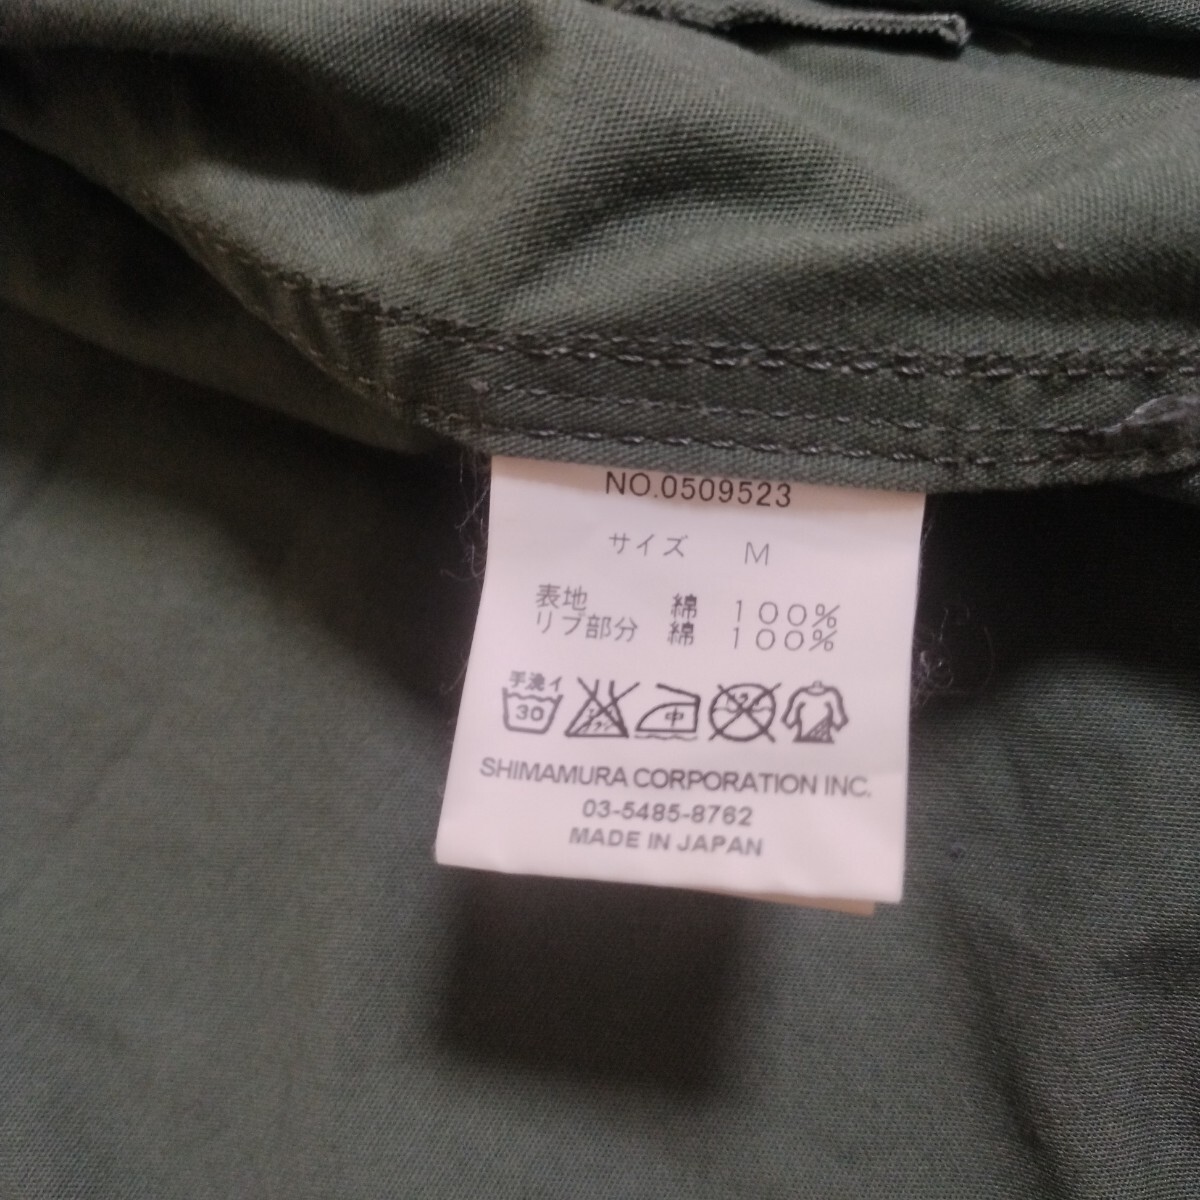 NO.0509523
サイズ M
表地 綿 100%
リブ部分 綿 100%
手洗イ
30
中
SHIMAMURA CORPORATION INC.
03-5485-8762
MADE IN JAPAN